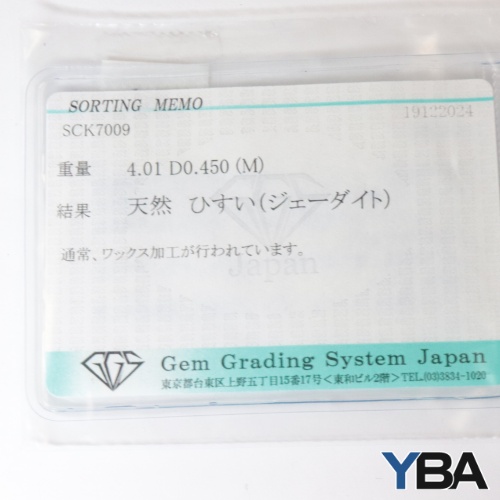 SORTING MEMO
19122024
SCK7009
重量 4.01 D0.450 (M)
結果 天然 ひすい(ジェーダイト)
通常、ワックス加工が行われています。
Japan
GGS
Gem Grading System Japan
東京都台東区上野五丁目15番17号<東和ビル2階>TEL.(03)3834-1020
YBA